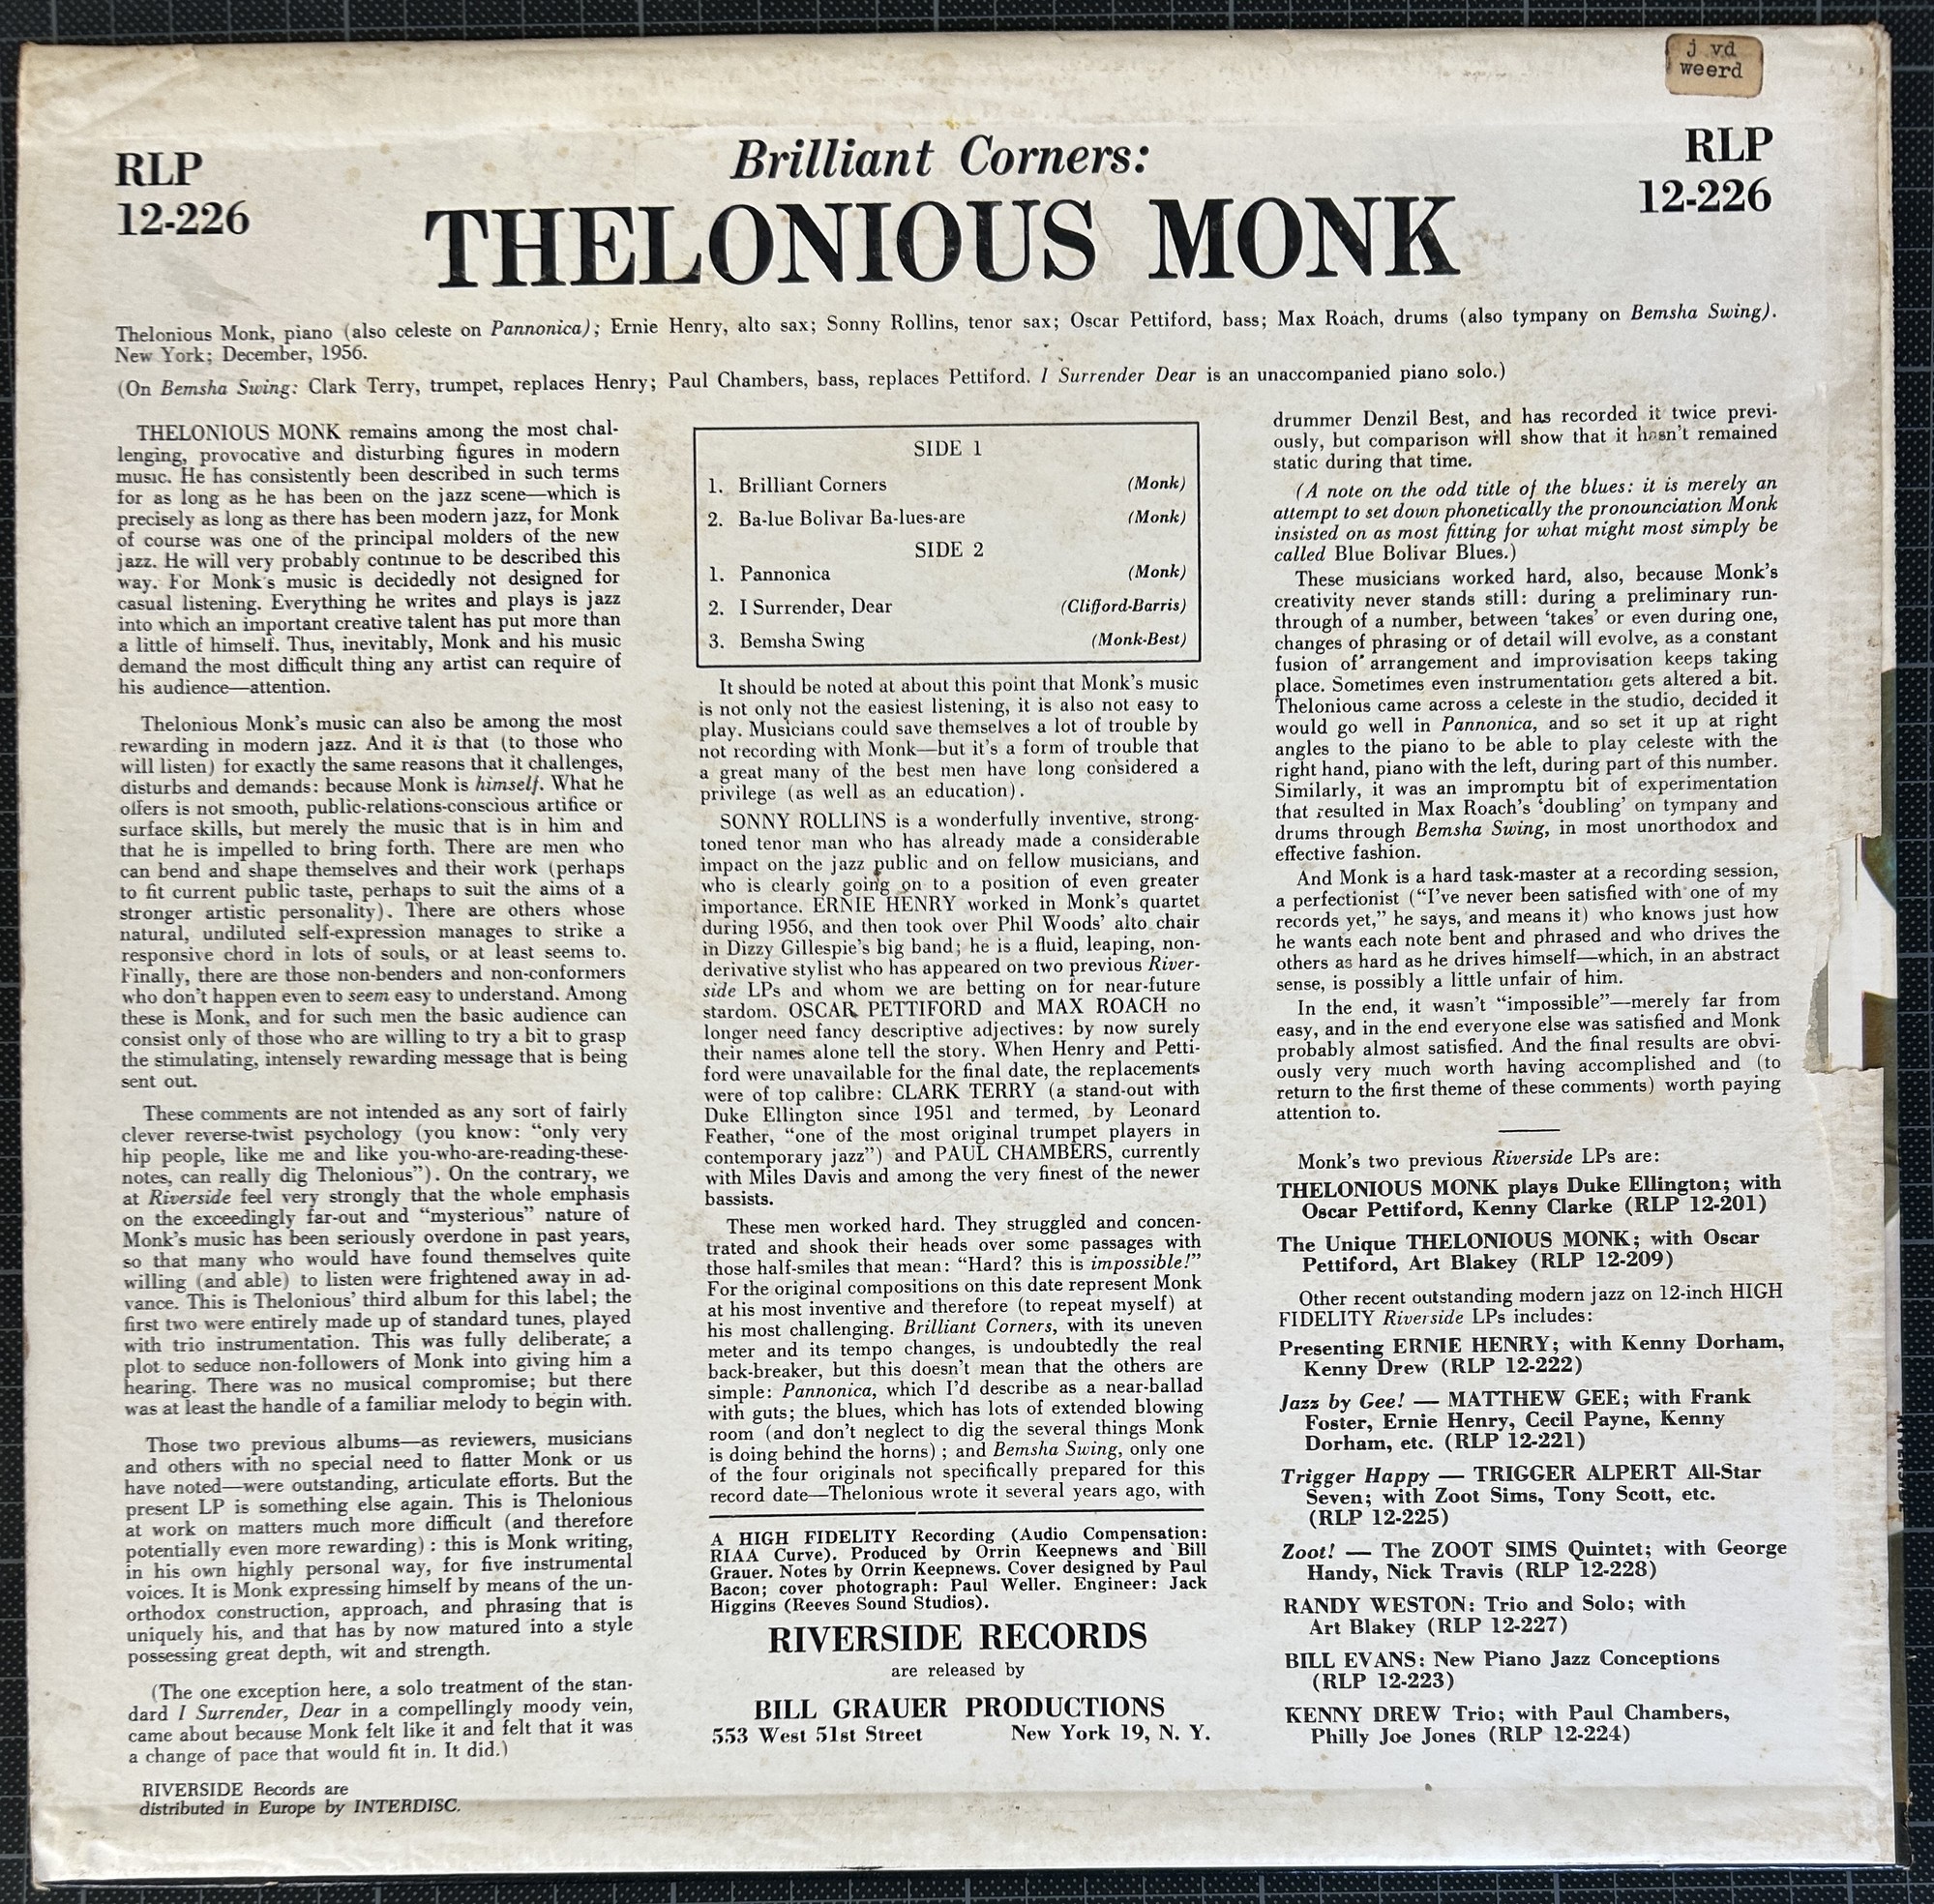 j vd
weerd
RLP
12-226
Brilliant Corners:
THELONIOUS MONK
RLP
12-226
Thelonious Monk, piano (also celeste on Pannonica); Ernie Henry, alto sax; Sonny Rollins, tenor sax; Oscar Pettiford, bass; Max Roach, drums (also tympany on Bemsha Swing).
New York; December, 1956.
(On Bemsha Swing: Clark Terry, trumpet, replaces Henry; Paul Chambers, bass, replaces Pettiford. I Surrender Dear is an unaccompanied piano solo.)
THELONIOUS MONK remains among the most chal-
lenging, provocative and disturbing figures in modern
music. He has consistently been described in such terms
for as long as he has been on the jazz scene—which is
precisely as long as there has been modern jazz, for Monk
of course was one of the principal molders of the new
jazz. He will very probably continue to be described this
way. For Monk's music is decidedly not designed for
casual listening. Everything he writes and plays is jazz
into which an important creative talent has put more than
a little of himself. Thus, inevitably, Monk and his music
demand the most difficult thing any artist can require of
his audience—attention.
Thelonious Monk's music can also be among the most
rewarding in modern jazz. And it is that (to those who
will listen) for exactly the same reasons that it challenges,
disturbs and demands: because Monk is himself. What he
offers is not smooth, public-relations-conscious artifice or
surface skills, but merely the music that is in him and
that he is impelled to bring forth. There are men who
can bend and shape themselves and their work (perhaps
to fit current public taste, perhaps to suit the aims of a
stronger artistic personality). There are others whose
natural, undiluted self-expression manages to strike a
responsive chord in lots of souls, or at least seems to.
Finally, there are those non-benders and non-conformers
who don't happen even to seem easy to understand. Among
these is Monk, and for such men the basic audience can
consist only of those who are willing to try a bit to grasp
the stimulating, intensely rewarding message that is being
sent out.
These comments are not intended as any sort of fairly
clever reverse-twist psychology (you know: “only very
hip people, like me and like you-who-are-reading-these-
notes, can really dig Thelonious”). On the contrary, we
at Riverside feel very strongly that the whole emphasis
on the exceedingly far-out and “mysterious” nature of
Monk's music has been seriously overdone in past years,
so that many who would have found themselves quite
willing (and able) to listen were frightened away in ad-
vance. This is Thelonious' third album for this label; the
first two were entirely made up of standard tunes, played
with trio instrumentation. This was fully deliberate; a
plot to seduce non-followers of Monk into giving him a
hearing. There was no musical compromise; but there
was at least the handle of a familiar melody to begin with.
Those two previous albums—as reviewers, musicians
and others with no special need to flatter Monk or us
have noted—were outstanding, articulate efforts. But the
present LP is something else again. This is Thelonious
at work on matters much more difficult (and therefore
potentially even more rewarding): this is Monk writing,
in his own highly personal way, for five instrumental
voices. It is Monk expressing himself by means of the un-
orthodox construction, approach, and phrasing that is
uniquely his, and that has by now matured into a style
possessing great depth, wit and strength.
(The one exception here, a solo treatment of the stan-
dard I Surrender, Dear in a compellingly moody vein,
came about because Monk felt like it and felt that it was
a change of pace that would fit in. It did.)
RIVERSIDE Records are
distributed in Europe by INTERDISC.
SIDE 1
1. Brilliant Corners (Monk)
2. Ba-lue Bolivar Ba-lues-are (Monk)
SIDE 2
1. Pannonica (Monk)
2. I Surrender, Dear (Clifford-Barris)
3. Bemsha Swing (Monk-Best)
It should be noted at about this point that Monk's music
is not only not the easiest listening, it is also not easy to
play. Musicians could save themselves a lot of trouble by
not recording with Monk—but it's a form of trouble that
a great many of the best men have long considered a
privilege (as well as an education).
SONNY ROLLINS is a wonderfully inventive, strong-
toned tenor man who has already made a considerable
impact on the jazz public and on fellow musicians, and
who is clearly going on to a position of even greater
importance. ERNIE HENRY worked in Monk's quartet
during 1956, and then took over Phil Woods' alto chair
in Dizzy Gillespie's big band; he is a fluid, leaping, non-
derivative stylist who has appeared on two previous River-
side LPs and whom we are betting on for near-future
stardom. OSCAR PETTIFORD and MAX ROACH no
longer need fancy descriptive adjectives: by now surely
their names alone tell the story. When Henry and Petti-
ford were unavailable for the final date, the replacements
were of top calibre: CLARK TERRY (a stand-out with
Duke Ellington since 1951 and termed, by Leonard
Feather, “one of the most original trumpet players in
contemporary jazz”) and PAUL CHAMBERS, currently
with Miles Davis and among the very finest of the newer
bassists.
These men worked hard. They struggled and concen-
trated and shook their heads over some passages with
those half-smiles that mean: “Hard? this is impossible!”
For the original compositions on this date represent Monk
at his most inventive and therefore (to repeat myself) at
his most challenging. Brilliant Corners, with its uneven
meter and its tempo changes, is undoubtedly the real
back-breaker, but this doesn't mean that the others are
simple: Pannonica, which I'd describe as a near-ballad
with guts; the blues, which has lots of extended blowing
room (and don't neglect to dig the several things Monk
is doing behind the horns); and Bemsha Swing, only one
of the four originals not specifically prepared for this
record date—Thelonious wrote it several years ago, with
A HIGH FIDELITY Recording (Audio Compensation:
RIAA Curve). Produced by Orrin Keepnews and Bill
Grauer. Notes by Orrin Keepnews. Cover designed by Paul
Bacon; cover photograph: Paul Weller. Engineer: Jack
Higgins (Reeves Sound Studios).
RIVERSIDE RECORDS
are released by
BILL GRAUER PRODUCTIONS
553 West 51st Street New York 19, N. Y.
drummer Denzil Best, and has recorded it twice previ-
ously, but comparison will show that it hasn't remained
static during that time.
(A note on the odd title of the blues: it is merely an
attempt to set down phonetically the pronounciation Monk
insisted on as most fitting for what might most simply be
called Blue Bolivar Blues.)
These musicians worked hard, also, because Monk's
creativity never stands still: during a preliminary run-
through of a number, between ‘takes’ or even during one,
changes of phrasing or of detail will evolve, as a constant
fusion of arrangement and improvisation keeps taking
place. Sometimes even instrumentation gets altered a bit.
Thelonious came across a celeste in the studio, decided it
would go well in Pannonica, and so set it up at right
angles to the piano to be able to play celeste with the
right hand, piano with the left, during part of this number.
Similarly, it was an impromptu bit of experimentation
that resulted in Max Roach's ‘doubling’ on tympany and
drums through Bemsha Swing, in most unorthodox and
effective fashion.
And Monk is a hard task-master at a recording session,
a perfectionist (“I've never been satisfied with one of my
records yet,” he says, and means it) who knows just how
he wants each note bent and phrased and who drives the
others as hard as he drives himself—which, in an abstract
sense, is possibly a little unfair of him.
In the end, it wasn't “impossible”—merely far from
easy, and in the end everyone else was satisfied and Monk
probably almost satisfied. And the final results are obvi-
ously very much worth having accomplished and (to
return to the first theme of these comments) worth paying
attention to.
Monk's two previous Riverside LPs are:
THELONIOUS MONK plays Duke Ellington; with
Oscar Pettiford, Kenny Clarke (RLP 12-201)
The Unique THELONIOUS MONK; with Oscar
Pettiford, Art Blakey (RLP 12-209)
Other recent outstanding modern jazz on 12-inch HIGH
FIDELITY Riverside LPs includes:
Presenting ERNIE HENRY; with Kenny Dorham,
Kenny Drew (RLP 12-222)
Jazz by Gee! — MATTHEW GEE; with Frank
Foster, Ernie Henry, Cecil Payne, Kenny
Dorham, etc. (RLP 12-221)
Trigger Happy — TRIGGER ALPERT All-Star
Seven; with Zoot Sims, Tony Scott, etc.
(RLP 12-225)
Zoot! — The ZOOT SIMS Quintet; with George
Handy, Nick Travis (RLP 12-228)
RANDY WESTON: Trio and Solo; with
Art Blakey (RLP 12-227)
BILL EVANS: New Piano Jazz Conceptions
(RLP 12-223)
KENNY DREW Trio; with Paul Chambers,
Philly Joe Jones (RLP 12-224)